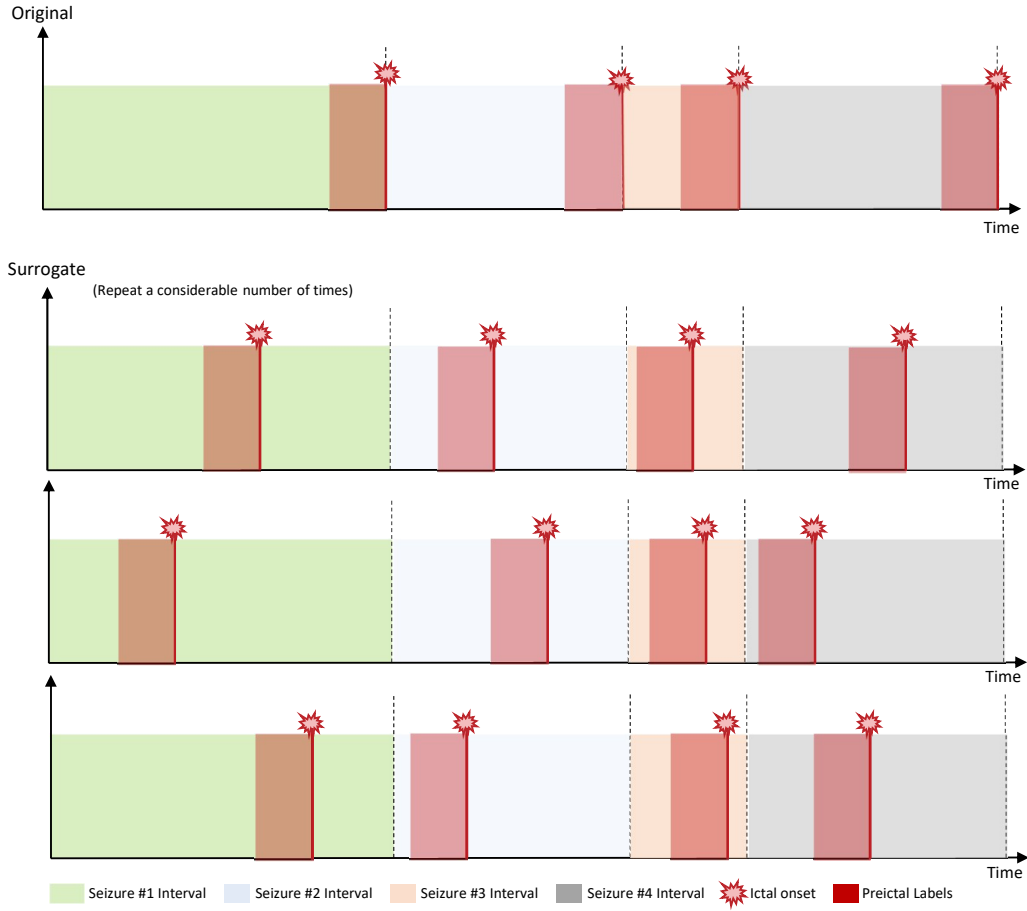 Original
Time
Surrogate
(Repeat a considerable number of times)
Time
Time
Time
Seizure #1 Interval
Seizure #2 Interval
Seizure #3 Interval
Seizure #4 Interval
Ictal onset
Preictal Labels